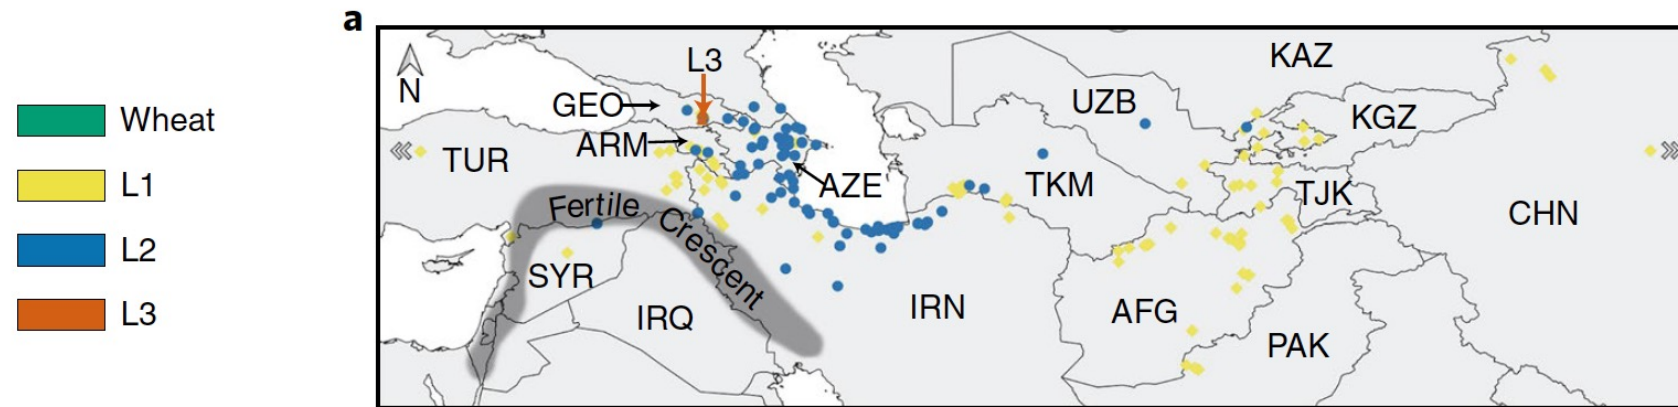 a
Wheat
L1
L2
L3
N
L3
GEO
ARM
TUR
AZE
Fertile Crescent
SYR
IRQ
IRN
TKM
UZB
KAZ
KGZ
TJK
CHN
AFG
PAK